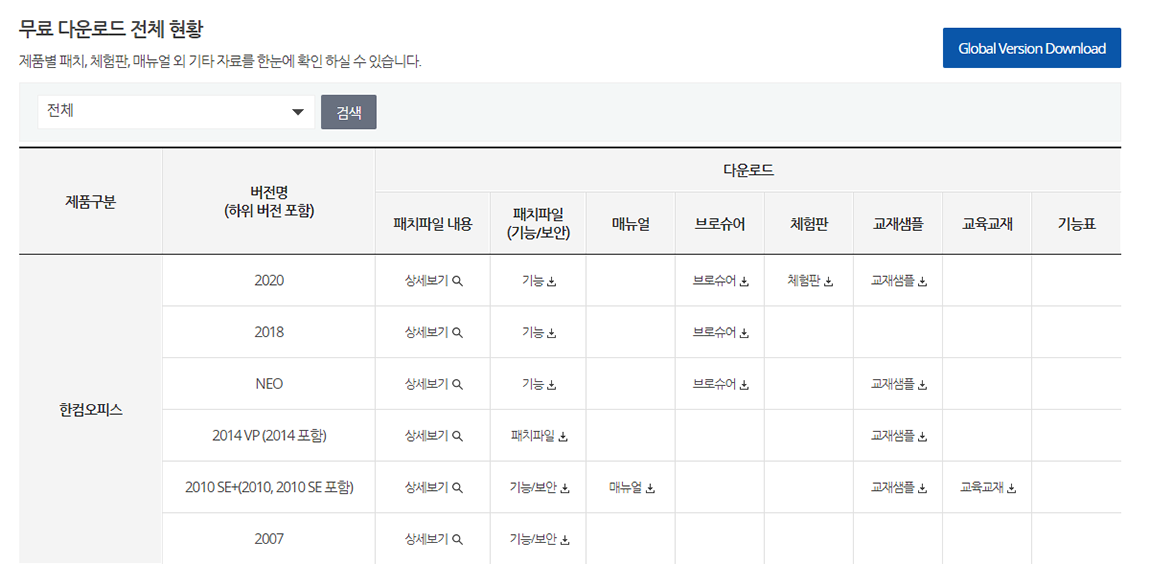 무료 다운로드 전체 현황
제품별 패치, 체험판, 매뉴얼 외 기타 자료를 한눈에 확인 하실 수 있습니다.
Global Version Download
전체
검색
제품구분
버전명
(하위 버전 포함)
다운로드
패치파일 내용
패치파일
(기능/보안)
매뉴얼
브로슈어
체험판
교재샘플
교육교재
기능표
한컴오피스
2020 상세보기 기능 브로슈어 체험판 교재샘플
2018 상세보기 기능 브로슈어
NEO 상세보기 기능 브로슈어 교재샘플
2014 VP (2014 포함) 상세보기 패치파일 교재샘플
2010 SE+(2010, 2010 SE 포함) 상세보기 기능/보안 매뉴얼 교재샘플 교육교재
2007 상세보기 기능/보안